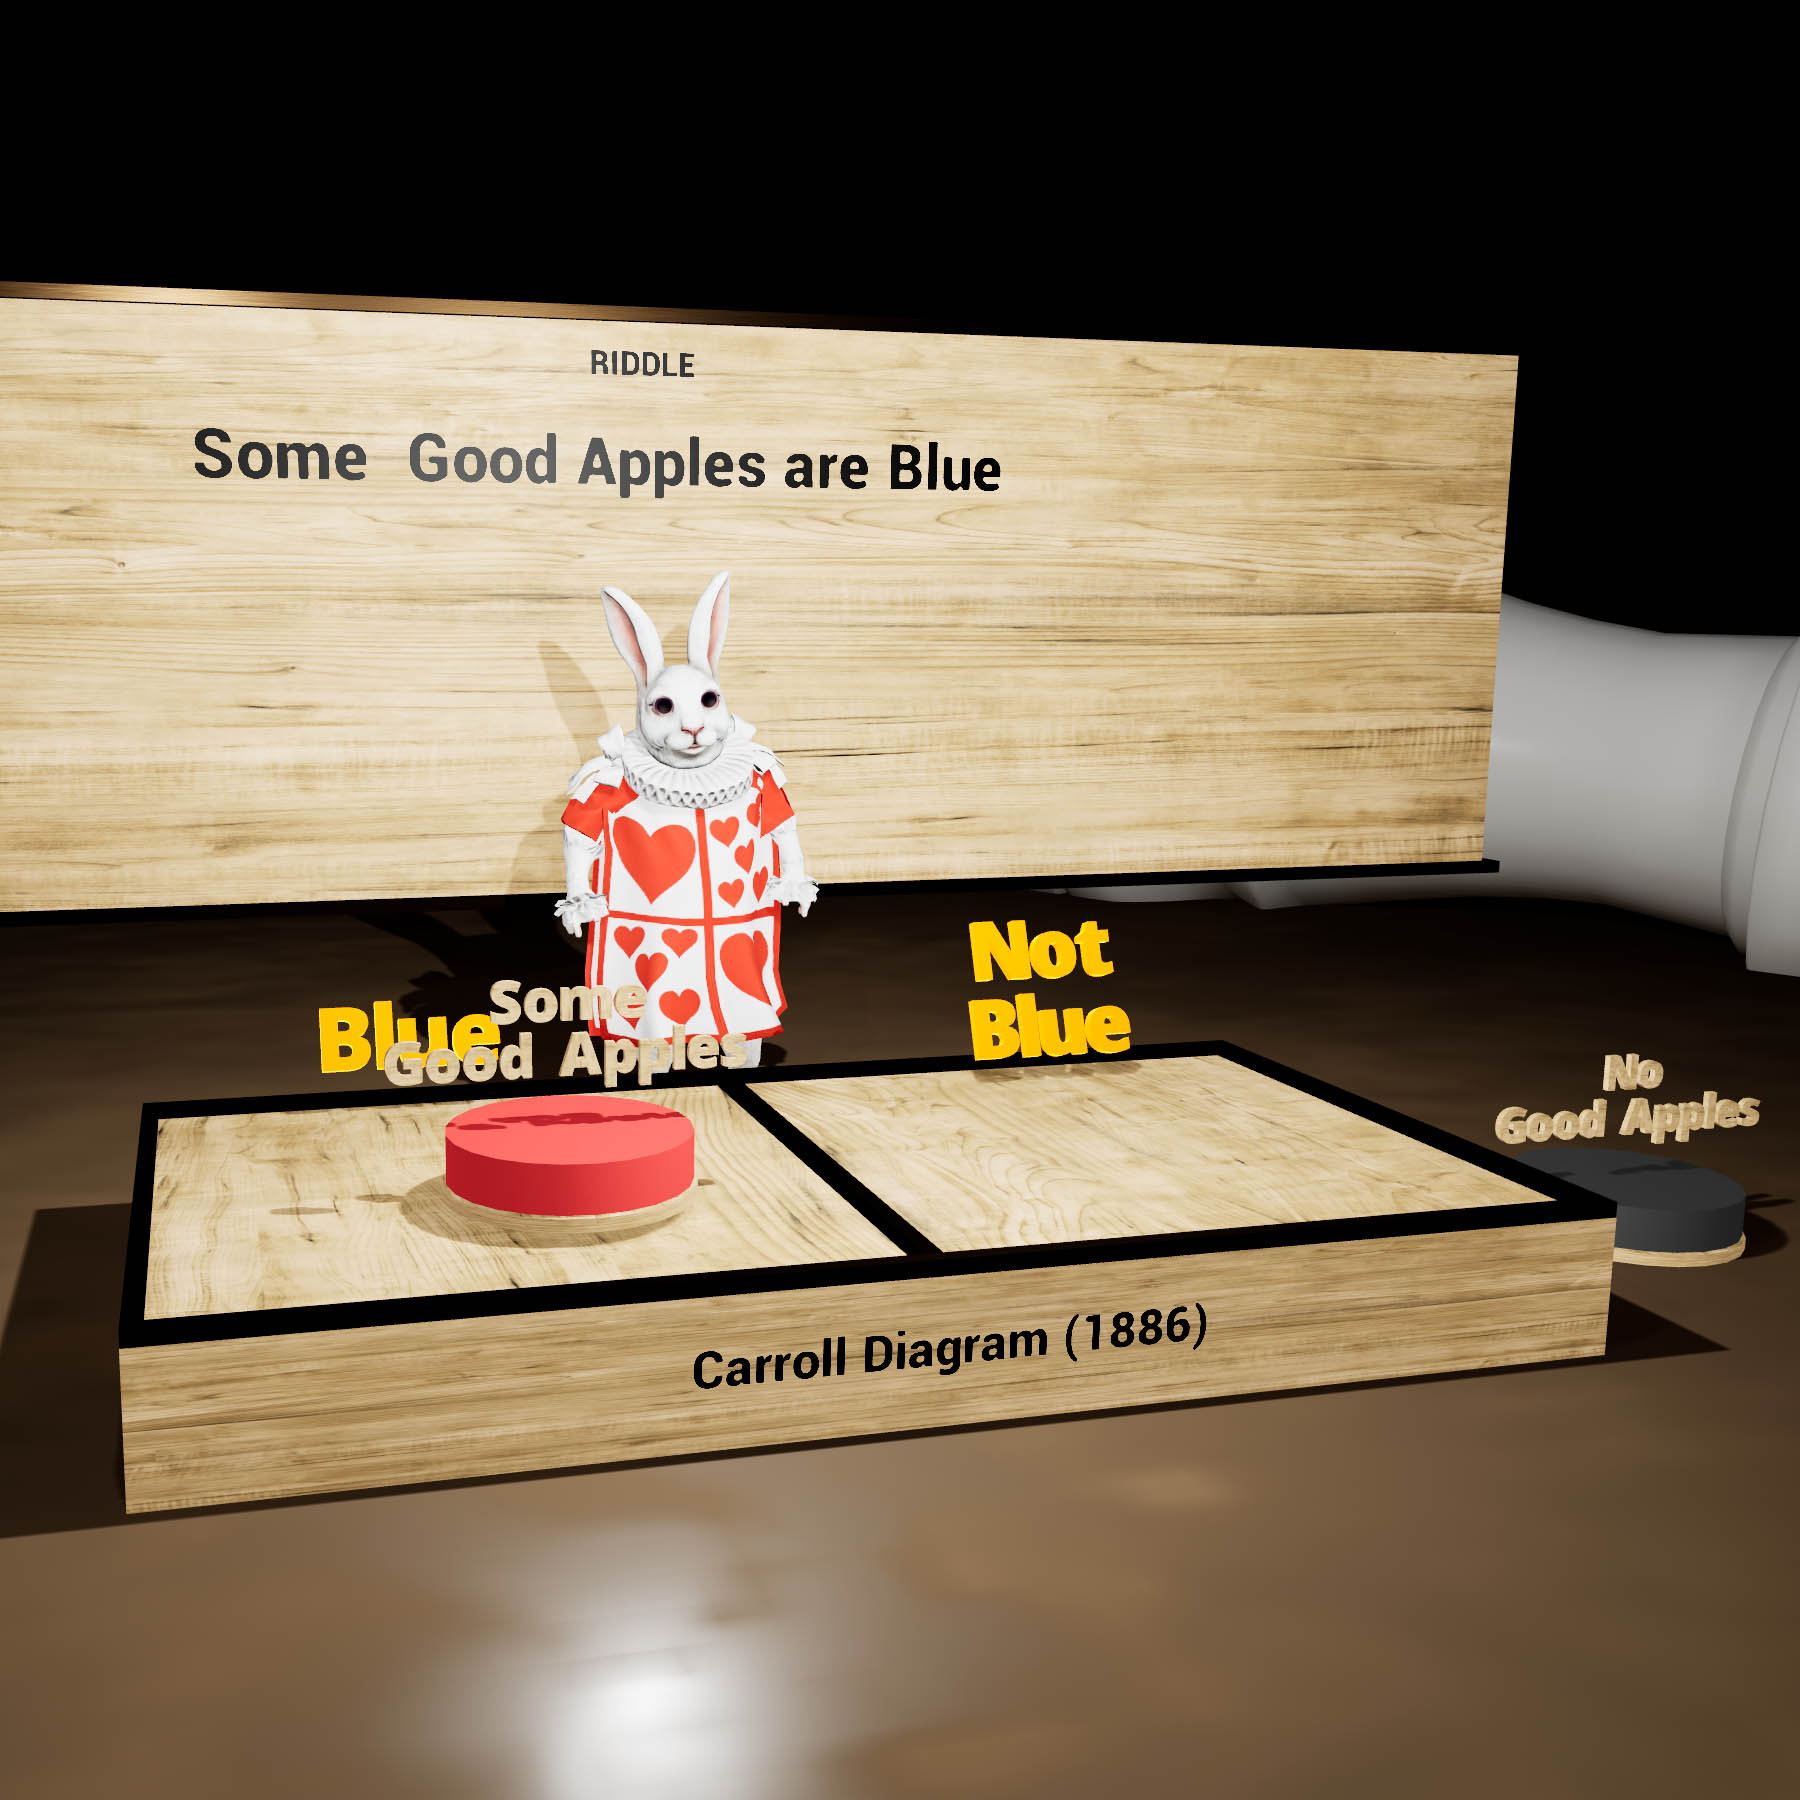 RIDDLE
Some Good Apples are Blue
Blue
Some
Good Apples
Not
Blue
No
Good Apples
Carroll Diagram (1886)